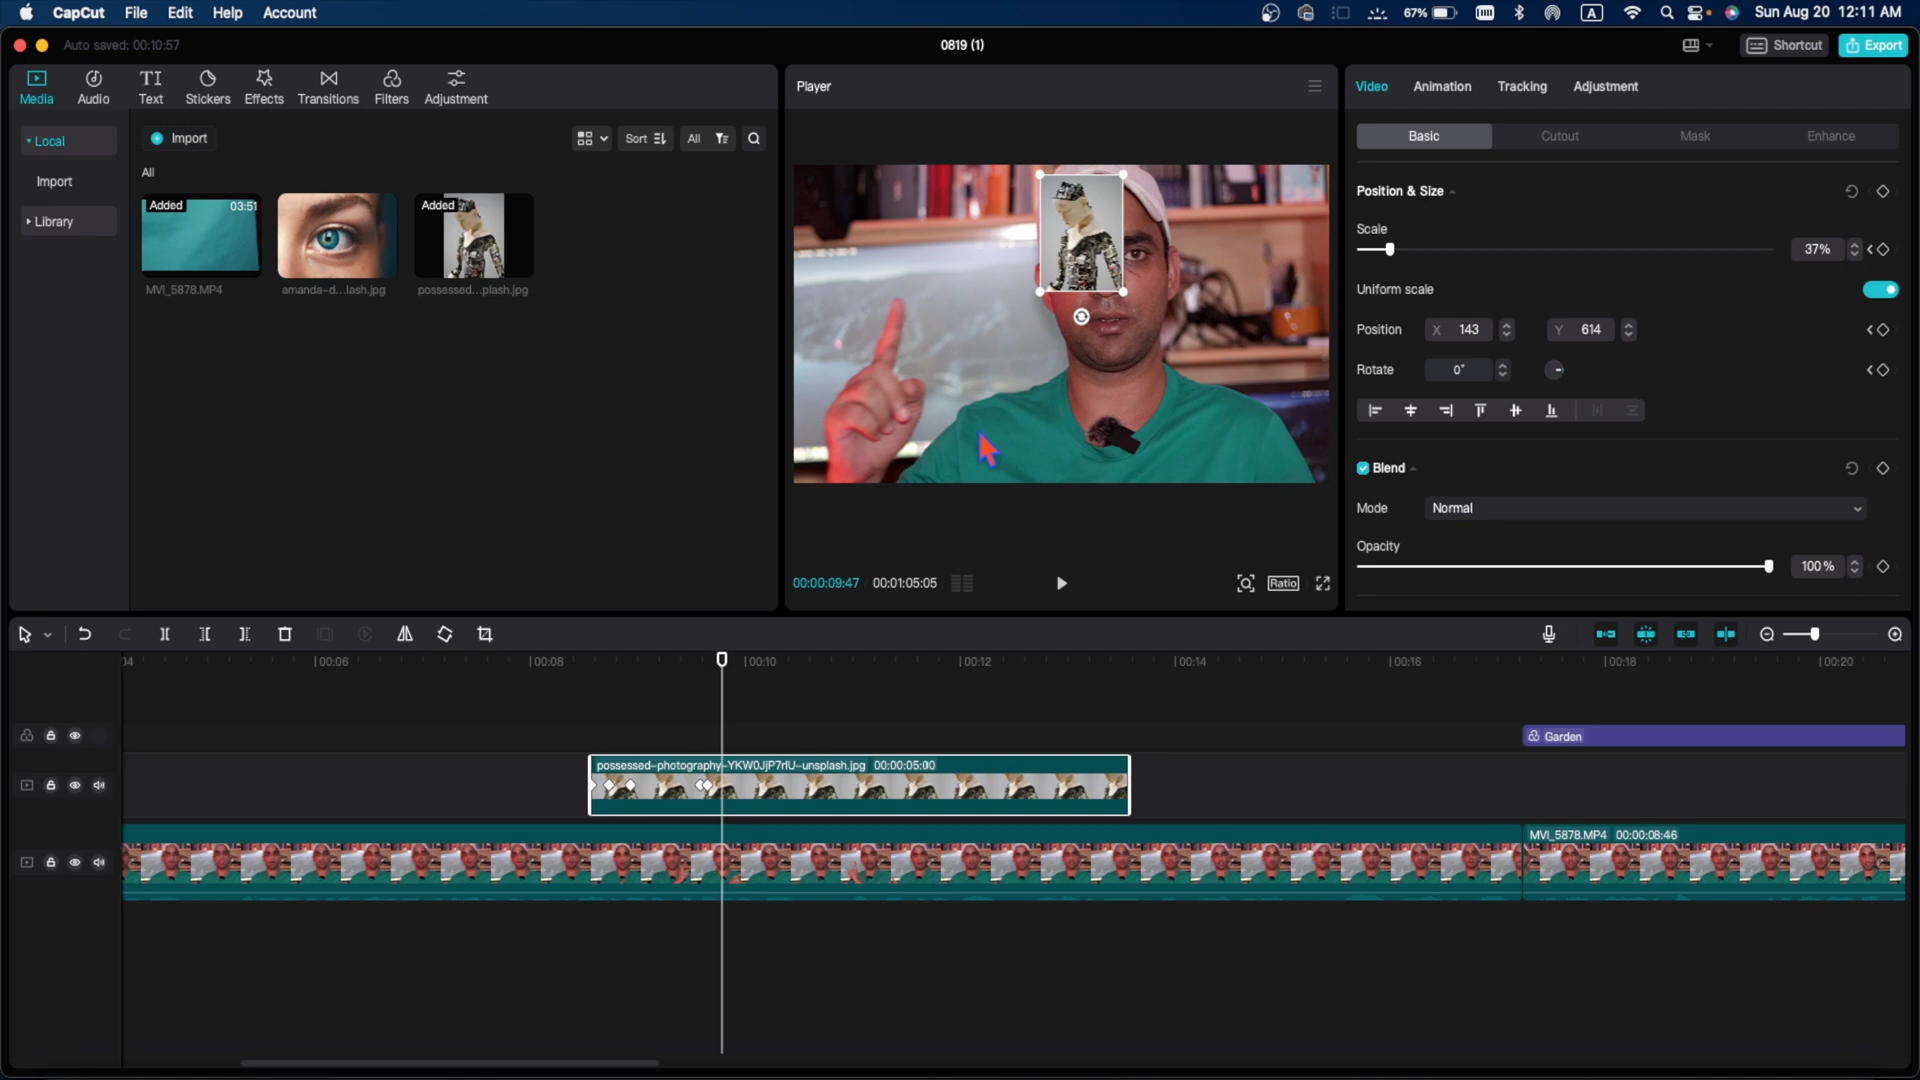 CapCut File Edit Help Account
67% A Sun Aug 20 12:11 AM
Auto saved: 00:10:57
0819 (1)
Shortcut
Export
Media Audio Text Stickers Effects Transitions Filters Adjustment
TI
Local
Import
Library
Import
Sort
All
All
Added 03:51
Added
MVI_5878.MP4
amanda-d...lash.jpg
possessed...plash.jpg
Player
00:00:09:47 00:01:05:05
Ratio
Video Animation Tracking Adjustment
Basic Cutout Mask Enhance
Position & Size
Scale
37%
Uniform scale
Position X 143 Y 614
Rotate 0°
Blend
Mode Normal
Opacity
100%
04 00:06 00:08 00:10 00:12 00:14 00:16 00:18 00:20
Garden
possessed-photography-YKW0JjP7rlU-unsplash.jpg 00:00:05:00
MVI_5878.MP4 00:00:08:46